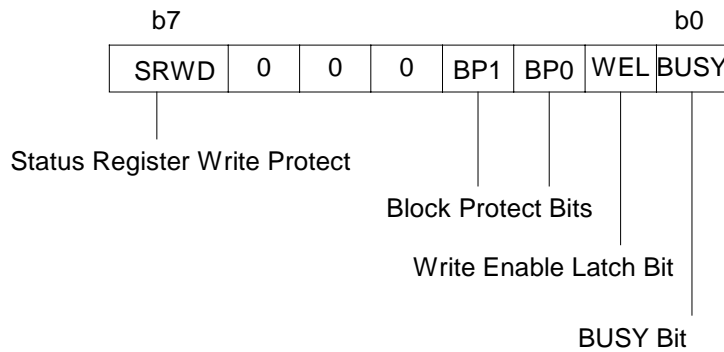 b7 b0
SRWD 0 0 0 BP1 BP0 WEL BUSY
Status Register Write Protect
Block Protect Bits
Write Enable Latch Bit
BUSY Bit